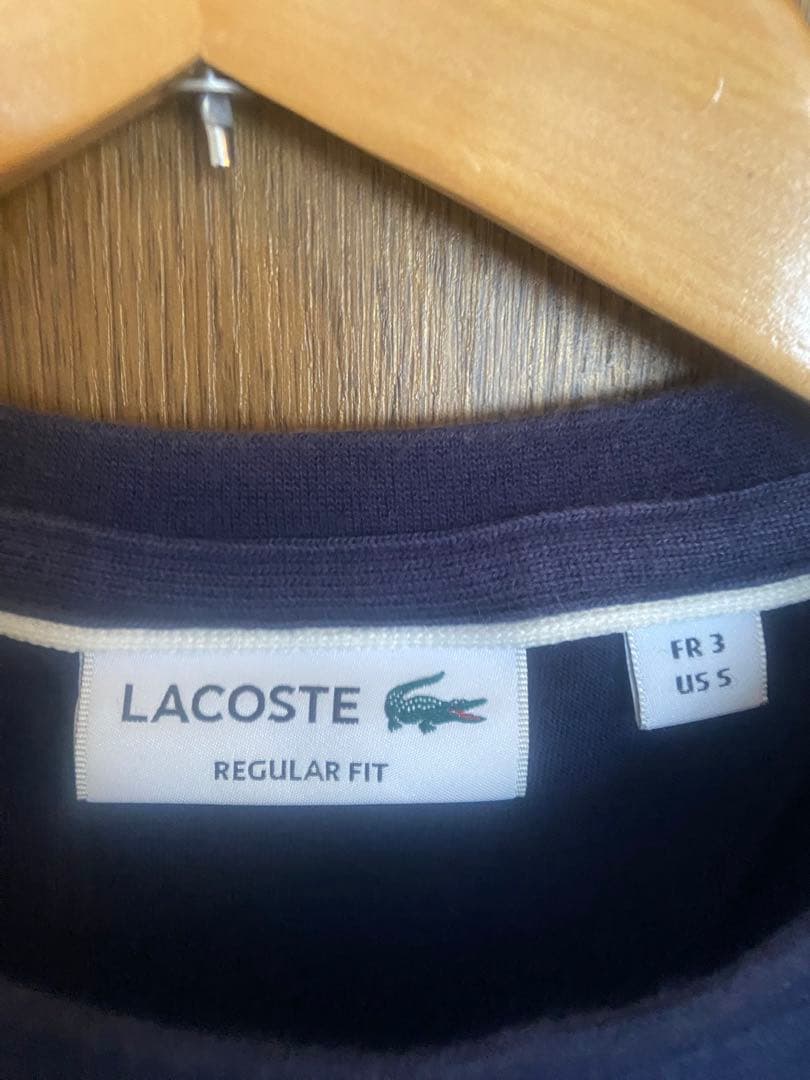 LACOSTE
REGULAR FIT
FR 3
US S